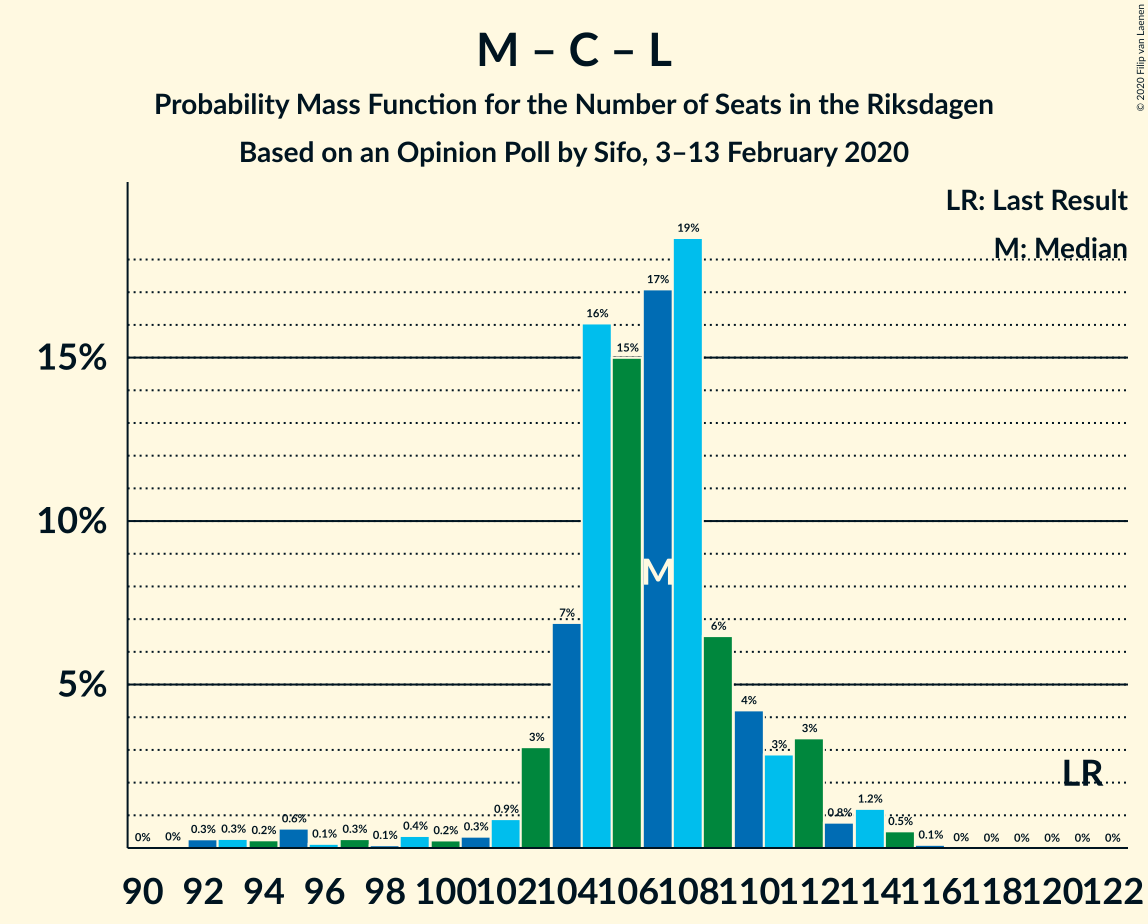 M – C – L
Probability Mass Function for the Number of Seats in the Riksdagen
Based on an Opinion Poll by Sifo, 3–13 February 2020
© 2020 Filip van Laenen
LR: Last Result
M: Median
15%
10%
5%
0% 0% 0.3% 0.3% 0.2% 0.6% 0.1% 0.3% 0.1% 0.4% 0.2% 0.3% 0.9% 3% 7% 16% 15% 17% 19% 6% 4% 3% 3% 0.8% 1.2% 0.5% 0.1% 0% 0% 0% 0% 0% 0%
M
LR
90 92 94 96 98 100 102 104 106 108 110 112 114 116 118 120 122